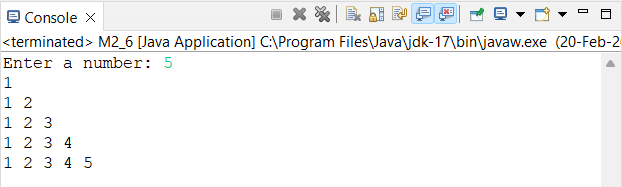 Console
<terminated> M2_6 [Java Application] C:\Program Files\Java\jdk-17\bin\javaw.exe (20-Feb-2
Enter a number: 5
1
1 2
1 2 3
1 2 3 4
1 2 3 4 5